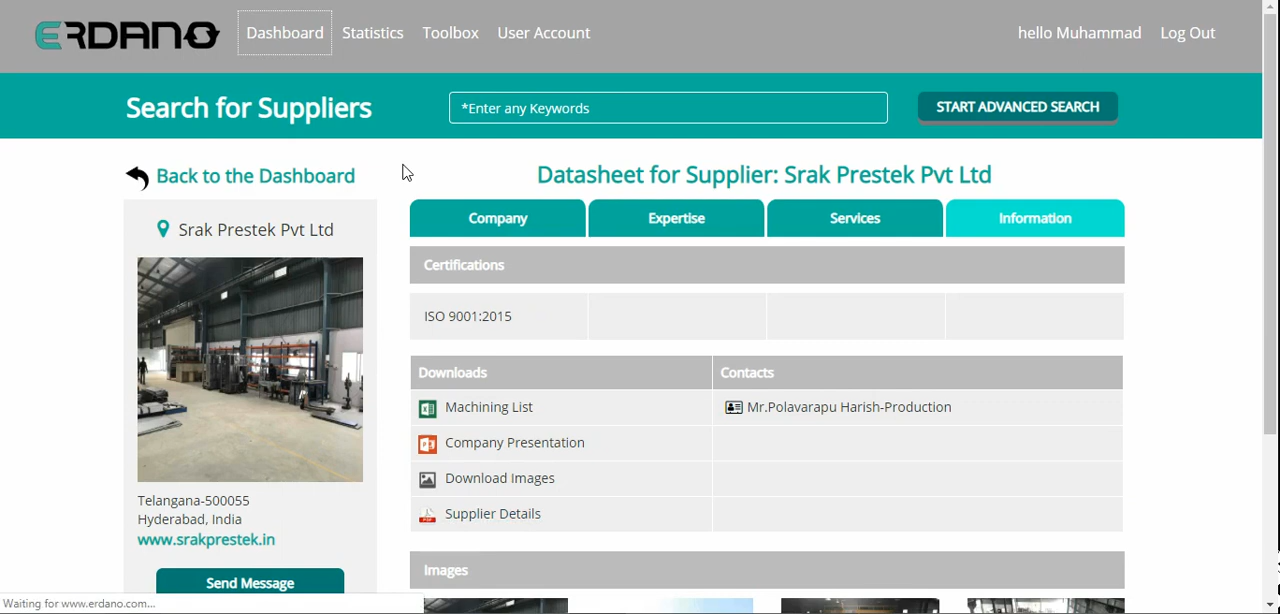 ERDANO Dashboard Statistics Toolbox User Account hello Muhammad Log Out
Search for Suppliers *Enter any Keywords START ADVANCED SEARCH
Back to the Dashboard
Srak Prestek Pvt Ltd
Telangana-500055
Hyderabad, India
www.srakprestek.in
Send Message
Datasheet for Supplier: Srak Prestek Pvt Ltd
Company Expertise Services Information
Certifications
ISO 9001:2015
Downloads Contacts
Machining List Mr.Polavarapu Harish-Production
Company Presentation
Download Images
Supplier Details
Images
Waiting for www.erdano.com...